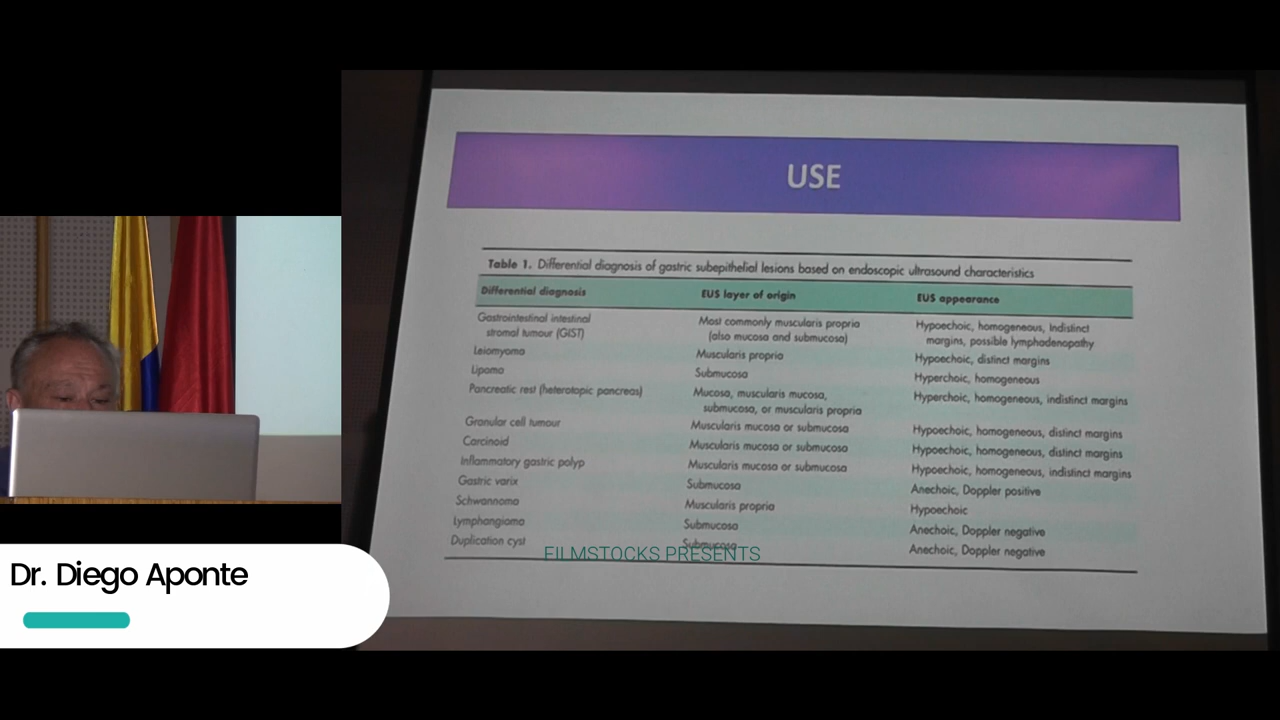 USE
Table 1. Differential diagnosis of gastric subepithelial lesions based on endoscopic ultrasound characteristics
Differential diagnosis EUS layer of origin EUS appearance
Gastrointestinal intestinal Most commonly muscularis propria Hypoechoic, homogeneous, Indistinct
stromal tumour (GIST) (also mucosa and submucosa) margins, possible lymphadenopathy
Leiomyoma Muscularis propria Hypoechoic, distinct margins
Lipoma Submucosa Hyperchoic, homogeneous
Pancreatic rest (heterotopic pancreas) Mucosa, muscularis mucosa, Hyperchoic, homogeneous, indistinct margins
submucosa, or muscularis propria
Granular cell tumour Muscularis mucosa or submucosa Hypoechoic, homogeneous, distinct margins
Carcinoid Muscularis mucosa or submucosa Hypoechoic, homogeneous, distinct margins
Inflammatory gastric polyp Muscularis mucosa or submucosa Hypoechoic, homogeneous, indistinct margins
Gastric varix Submucosa Anechoic, Doppler positive
Schwannoma Muscularis propria Hypoechoic
Lymphangioma Submucosa Anechoic, Doppler negative
Duplication cyst Submucosa Anechoic, Doppler negative
FILMSTOCKS PRESENTS
Dr. Diego Aponte